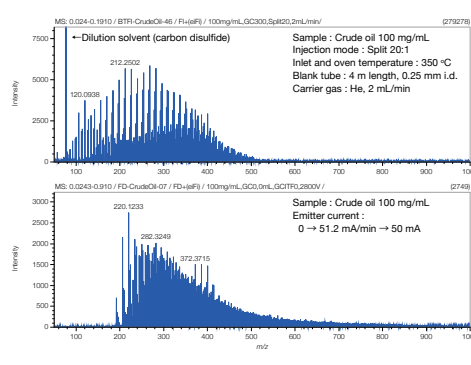 MS: 0.024-0.1910 / BTFI-CrudeOil-46 / FI+(eiFi) / 100mg/mL,GC300,Split20,2mL/min/ (279278)
←Dilution solvent (carbon disulfide)
Sample : Crude oil 100 mg/mL
Injection mode : Split 20:1
Inlet and oven temperature : 350 °C
Blank tube : 4 m length, 0.25 mm i.d.
Carrier gas : He, 2 mL/min
212.2502
120.0938
Intensity
7500
5000
2500
0
100 200 300 400 500 600 700 800 900 100
MS: 0.0243-0.910 / FD-CrudeOil-07 / FD+(eiFi) / 100mg/mL,GC0,0mL,GCITF0,2800V / (2749)
Sample : Crude oil 100 mg/mL
Emitter current :
0 → 51.2 mA/min → 50 mA
220.1233
282.3249
372.3715
Intensity
3000
2500
2000
1500
1000
500
0
100 200 300 400 500 600 700 800 900 100
m/z